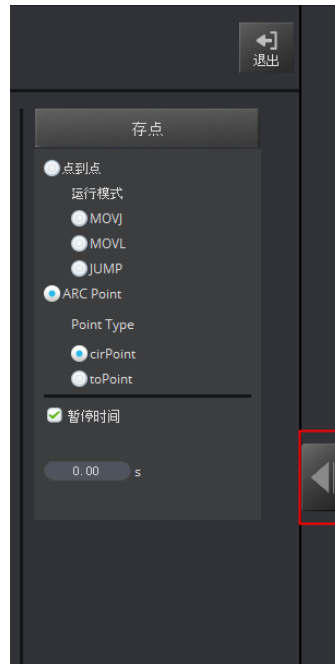 退出
存点
点到点
运行模式
MOVJ
MOVL
JUMP
ARC Point
Point Type
cirPoint
toPoint
暂停时间
0.00 s